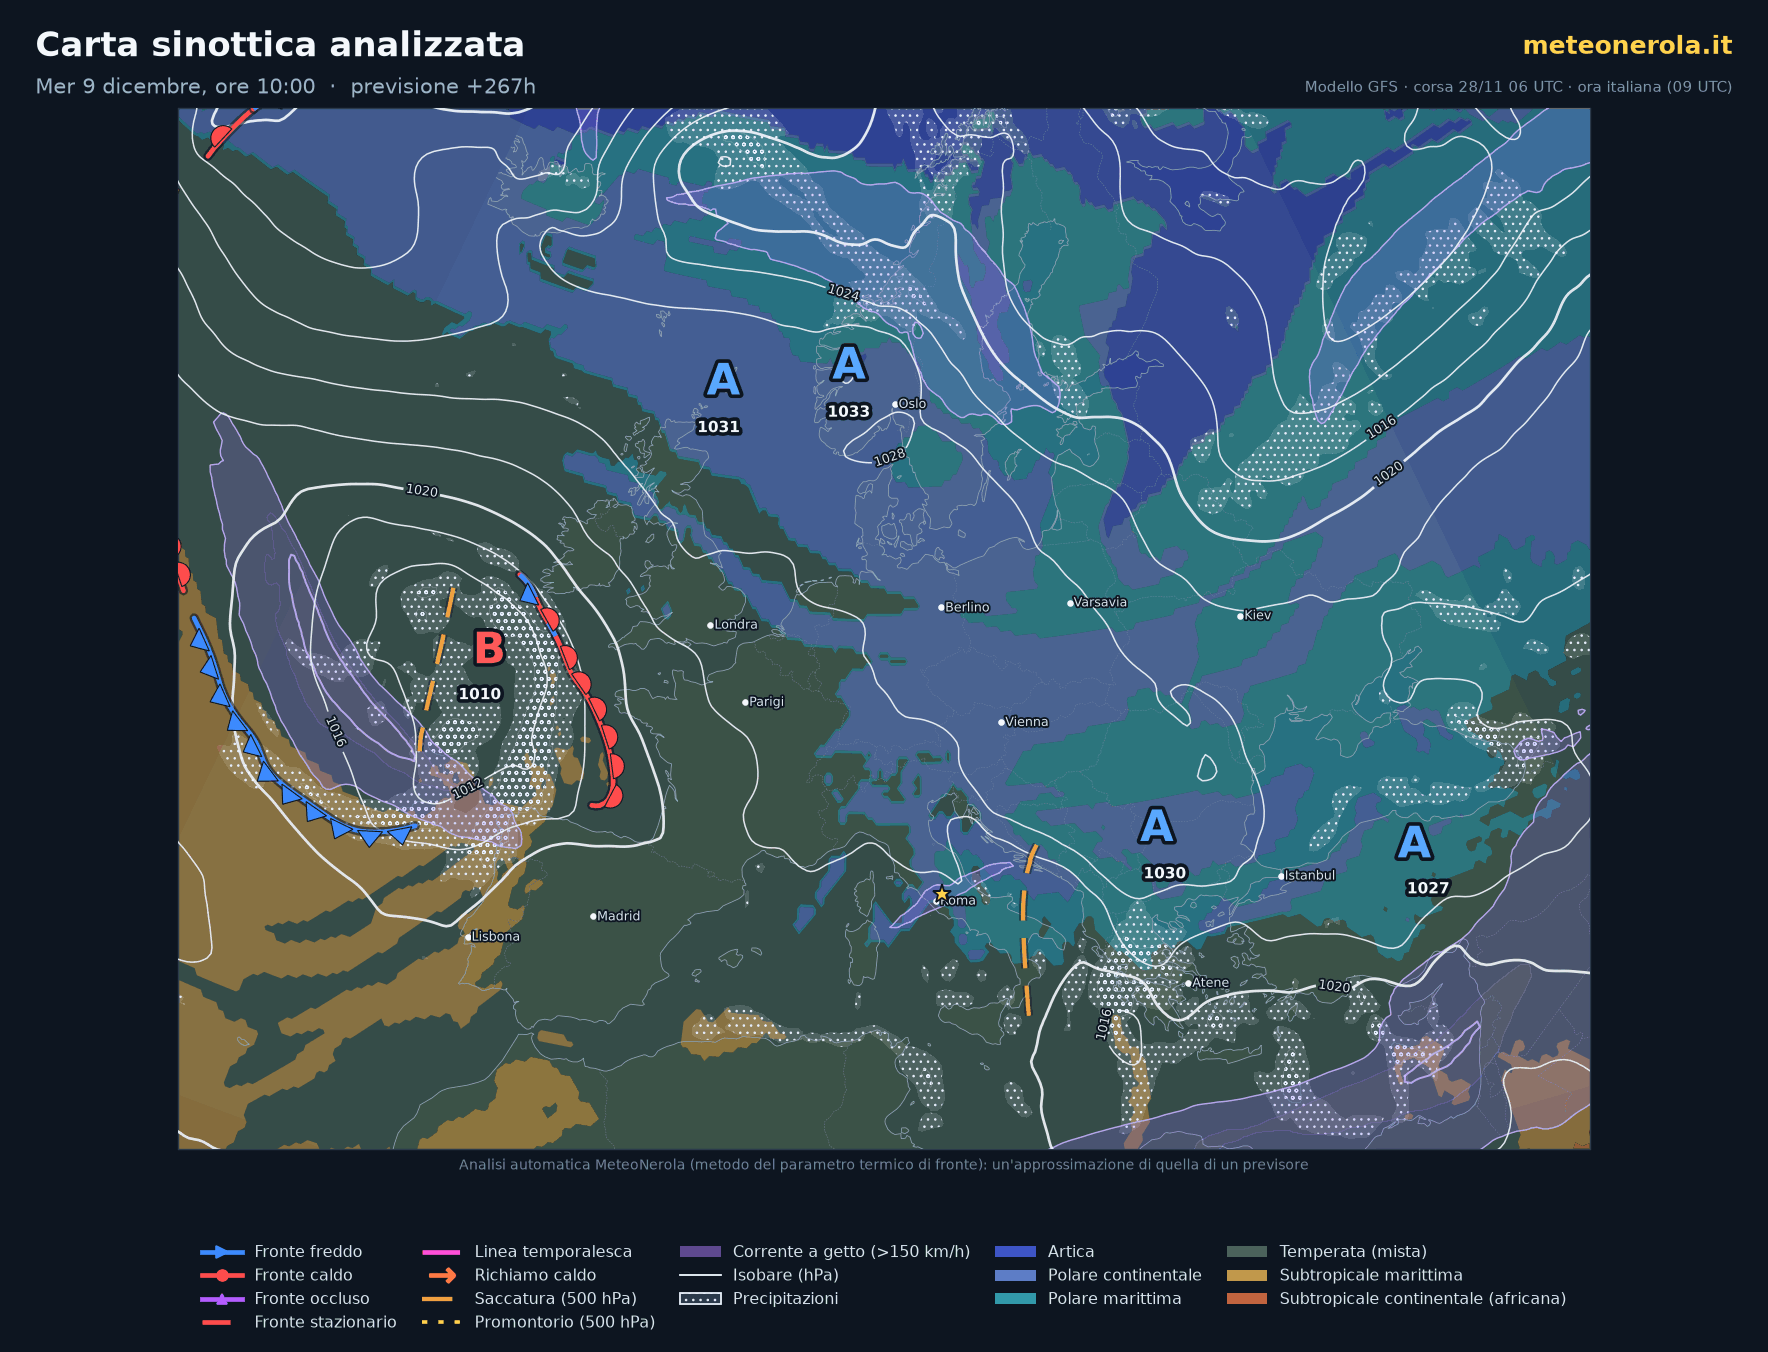 Carta sinottica analizzata
meteonerola.it
Mer 9 dicembre, ore 10:00 · previsione +267h
Modello GFS · corsa 28/11 06 UTC · ora italiana (09 UTC)
1024
A
1031
A
1033
Oslo
1028
1016
1020
1020
Berlino
Varsavia
Kiev
Londra
B
1010
Parigi
Vienna
1016
1012
A
1030
A
1027
Istanbul
Roma
Madrid
Lisbona
Atene
1020
1016
Analisi automatica MeteoNerola (metodo del parametro termico di fronte): un'approssimazione di quella di un previsore
Fronte freddo
Linea temporalesca
Corrente a getto (>150 km/h)
Artica
Temperata (mista)
Fronte caldo
Richiamo caldo
Isobare (hPa)
Polare continentale
Subtropicale marittima
Fronte occluso
Saccatura (500 hPa)
Precipitazioni
Polare marittima
Subtropicale continentale (africana)
Fronte stazionario
Promontorio (500 hPa)